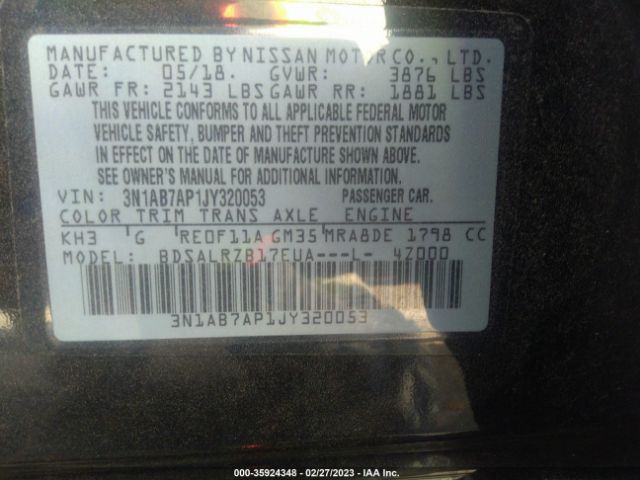 MANUFACTURED BY NISSAN MOTOR CO., LTD.
DATE: 05/18. GVWR: 3876 LBS
GAWR FR: 2143 LBS GAWR RR: 1881 LBS
THIS VEHICLE CONFORMS TO ALL APPLICABLE FEDERAL MOTOR
VEHICLE SAFETY, BUMPER AND THEFT PREVENTION STANDARDS
IN EFFECT ON THE DATE OF MANUFACTURE SHOWN ABOVE.
SEE OWNER'S MANUAL FOR ADDITIONAL INFORMATION.
VIN: 3N1AB7AP1JY320053 PASSENGER CAR.
COLOR TRIM TRANS AXLE ENGINE
KH3 G RE0F11A GM35 MRA8DE 1798 CC
MODEL: BDSALRZB17EUA---L- 4Z000
3N1AB7AP1JY320053
000-35924348 - 02/27/2023 - IAA Inc.